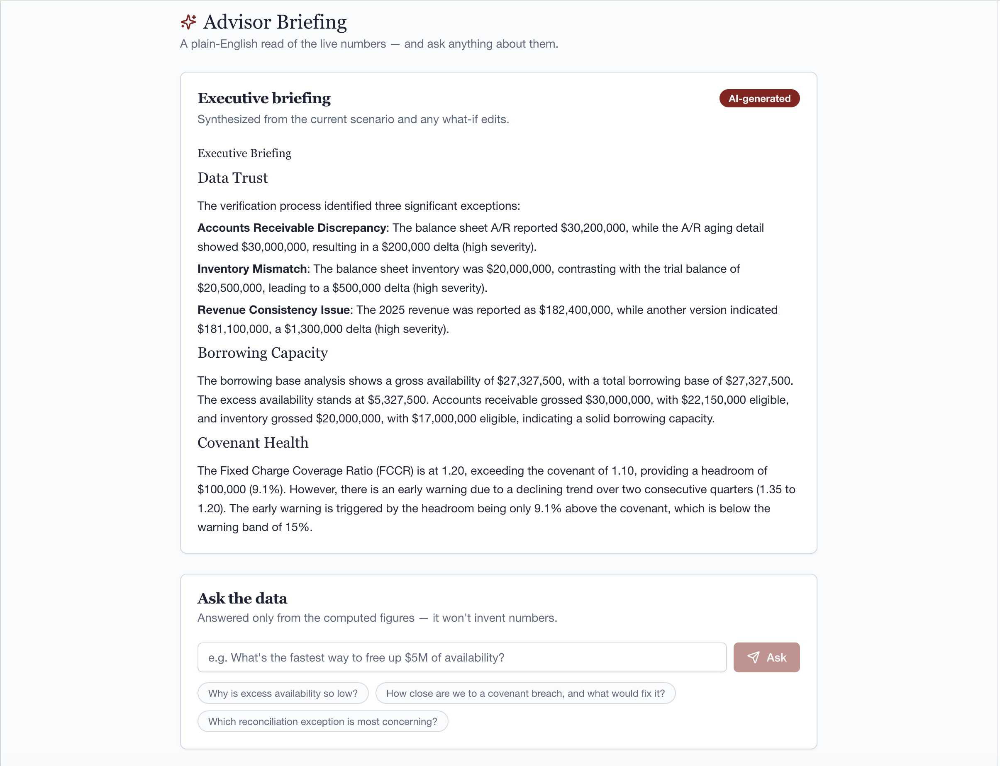 Advisor Briefing
A plain-English read of the live numbers — and ask anything about them.
Executive briefing
AI-generated
Synthesized from the current scenario and any what-if edits.
Executive Briefing
Data Trust
The verification process identified three significant exceptions:
Accounts Receivable Discrepancy: The balance sheet A/R reported $30,200,000, while the A/R aging detail
showed $30,000,000, resulting in a $200,000 delta (high severity).
Inventory Mismatch: The balance sheet inventory was $20,000,000, contrasting with the trial balance of
$20,500,000, leading to a $500,000 delta (high severity).
Revenue Consistency Issue: The 2025 revenue was reported as $182,400,000, while another version indicated
$181,100,000, a $1,300,000 delta (high severity).
Borrowing Capacity
The borrowing base analysis shows a gross availability of $27,327,500, with a total borrowing base of $27,327,500.
The excess availability stands at $5,327,500. Accounts receivable grossed $30,000,000, with $22,150,000 eligible,
and inventory grossed $20,000,000, with $17,000,000 eligible, indicating a solid borrowing capacity.
Covenant Health
The Fixed Charge Coverage Ratio (FCCR) is at 1.20, exceeding the covenant of 1.10, providing a headroom of
$100,000 (9.1%). However, there is an early warning due to a declining trend over two consecutive quarters (1.35 to
1.20). The early warning is triggered by the headroom being only 9.1% above the covenant, which is below the
warning band of 15%.
Ask the data
Answered only from the computed figures — it won't invent numbers.
e.g. What's the fastest way to free up $5M of availability?
Ask
Why is excess availability so low?
How close are we to a covenant breach, and what would fix it?
Which reconciliation exception is most concerning?